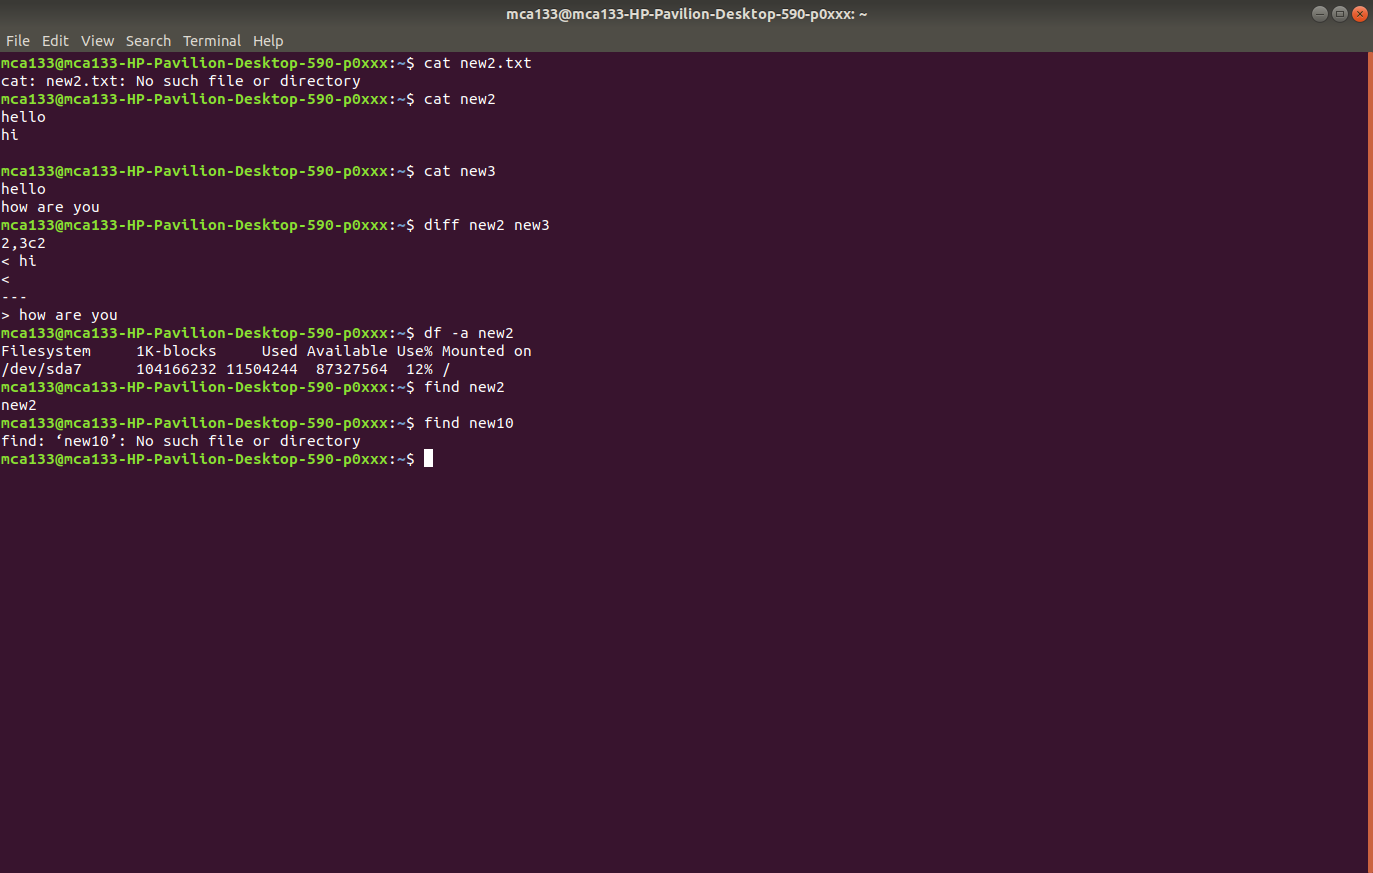 mca133@mca133-HP-Pavilion-Desktop-590-p0xxx: ~
File Edit View Search Terminal Help
mca133@mca133-HP-Pavilion-Desktop-590-p0xxx:~$ cat new2.txt
cat: new2.txt: No such file or directory
mca133@mca133-HP-Pavilion-Desktop-590-p0xxx:~$ cat new2
hello
hi

mca133@mca133-HP-Pavilion-Desktop-590-p0xxx:~$ cat new3
hello
how are you
mca133@mca133-HP-Pavilion-Desktop-590-p0xxx:~$ diff new2 new3
2,3c2
< hi
<
---
> how are you
mca133@mca133-HP-Pavilion-Desktop-590-p0xxx:~$ df -a new2
Filesystem     1K-blocks     Used Available Use% Mounted on
/dev/sda7      104166232 11504244  87327564  12% /
mca133@mca133-HP-Pavilion-Desktop-590-p0xxx:~$ find new2
new2
mca133@mca133-HP-Pavilion-Desktop-590-p0xxx:~$ find new10
find: ‘new10’: No such file or directory
mca133@mca133-HP-Pavilion-Desktop-590-p0xxx:~$